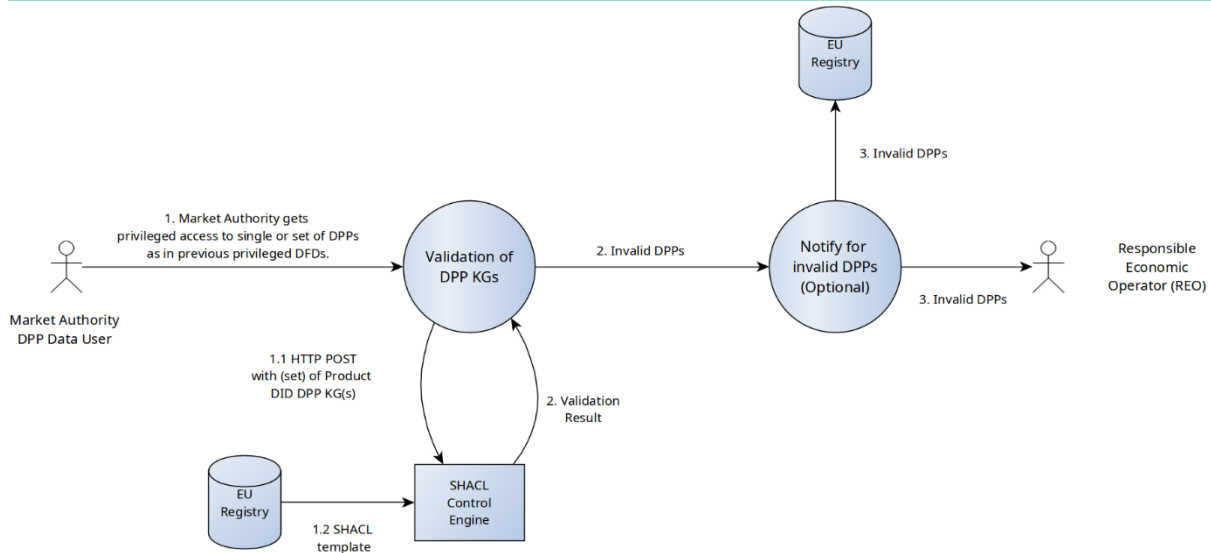 EU
Registry
3. Invalid DPPs
1. Market Authority gets
privileged access to single or set of DPPs
as in previous privileged DFDs.
Validation of
DPP KGs
2. Invalid DPPs
Notify for
invalid DPPs
(Optional)
3. Invalid DPPs
Responsible
Economic
Operator (REO)
Market Authority
DPP Data User
1.1 HTTP POST
with (set) of Product
DID DPP KG(s)
2. Validation
Result
EU
Registry
1.2 SHACL
template
SHACL
Control
Engine